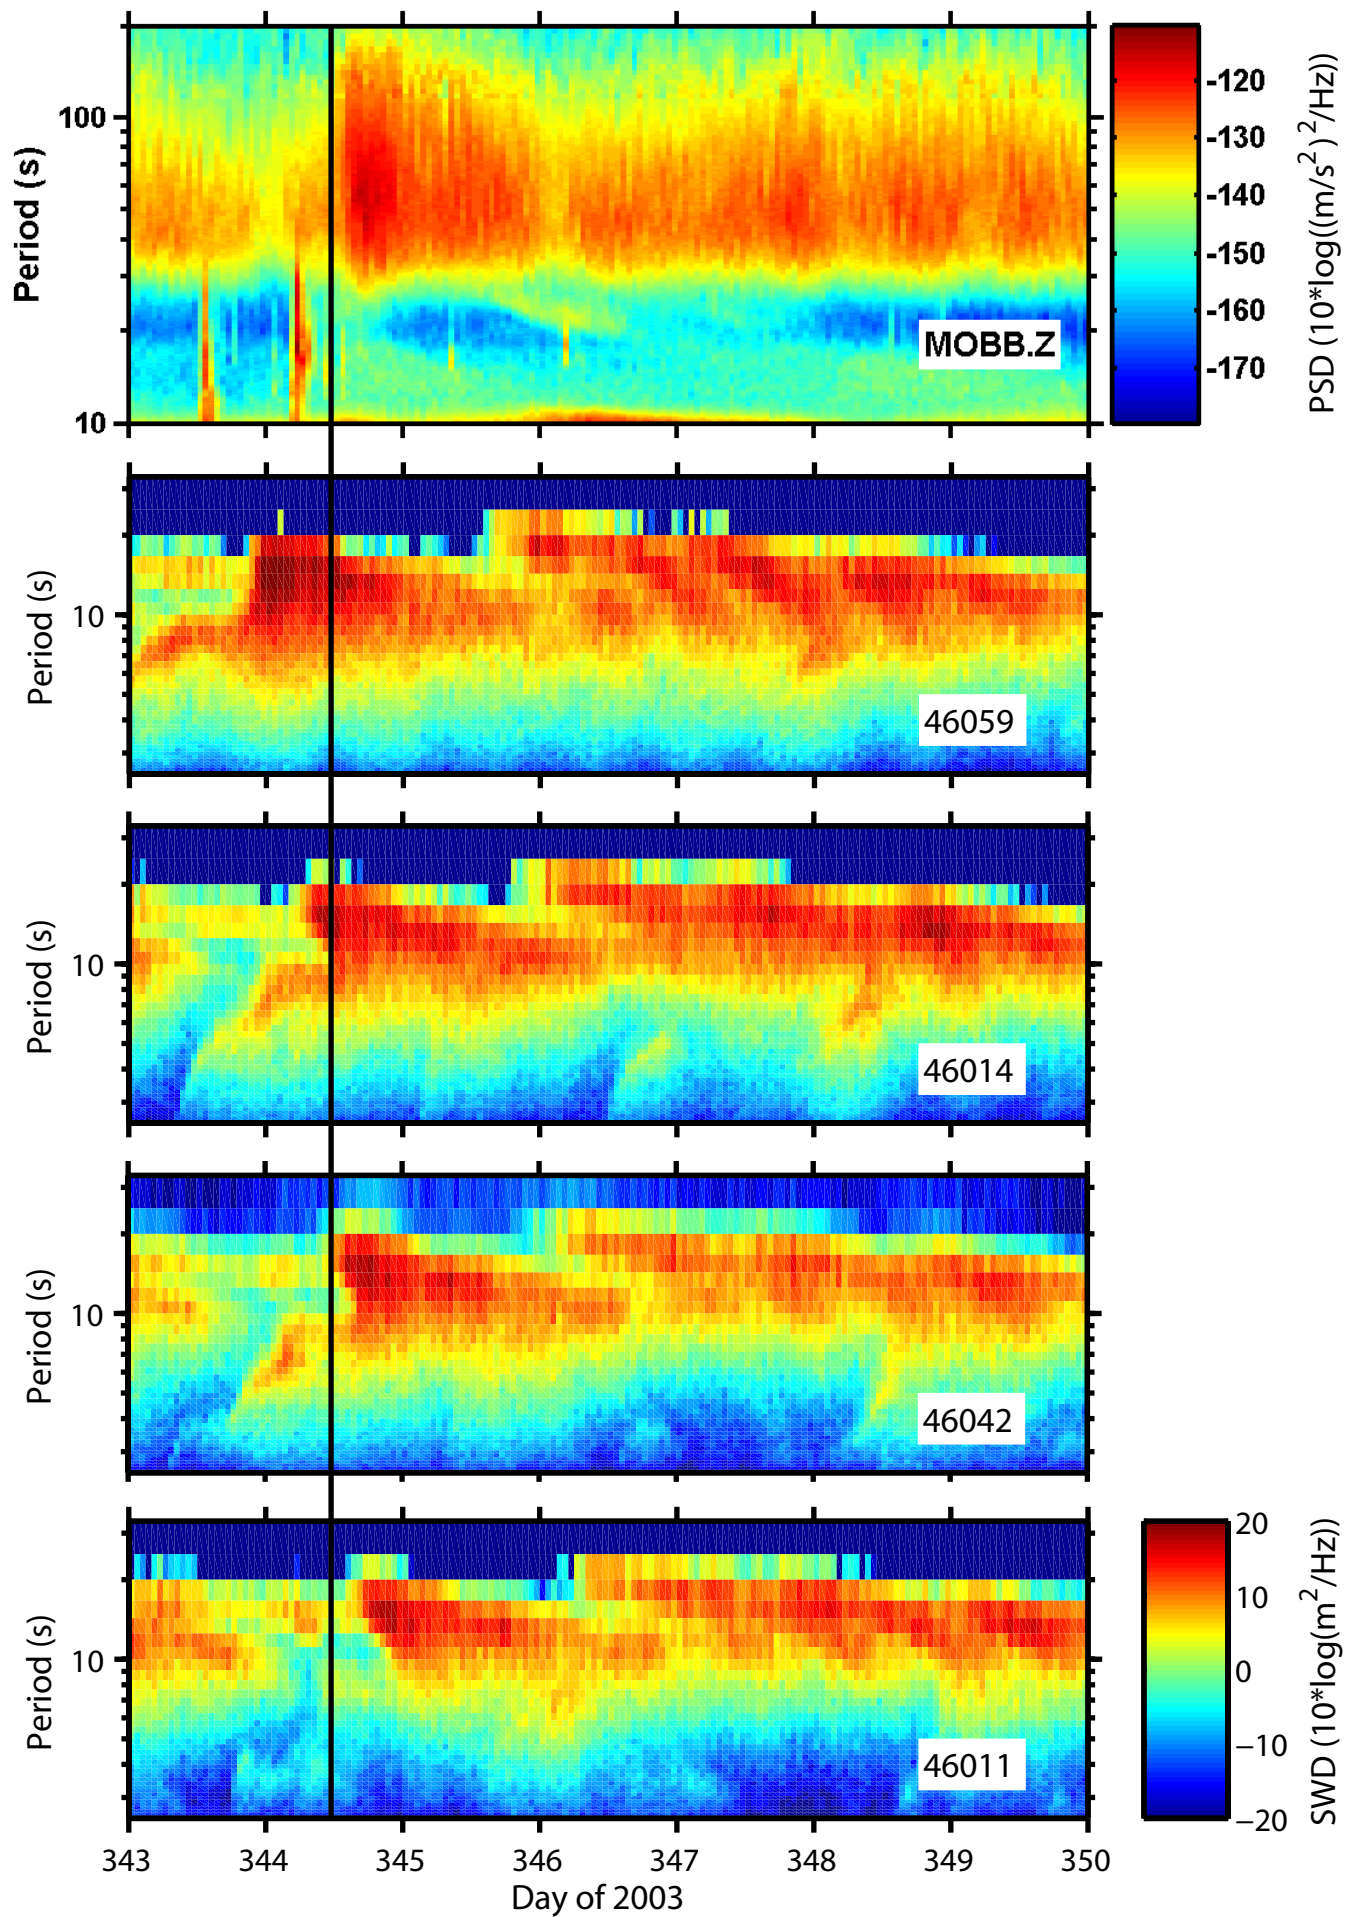 Period (s)
100
10
MOBB.Z
-120
-130
-140
-150
-160
-170
PSD (10*log((m/s²)²/Hz))
Period (s)
10
46059
Period (s)
10
46014
Period (s)
10
46042
Period (s)
10
46011
20
10
0
−10
−20
SWD (10*log(m²/Hz))
343 344 345 346 347 348 349 350
Day of 2003